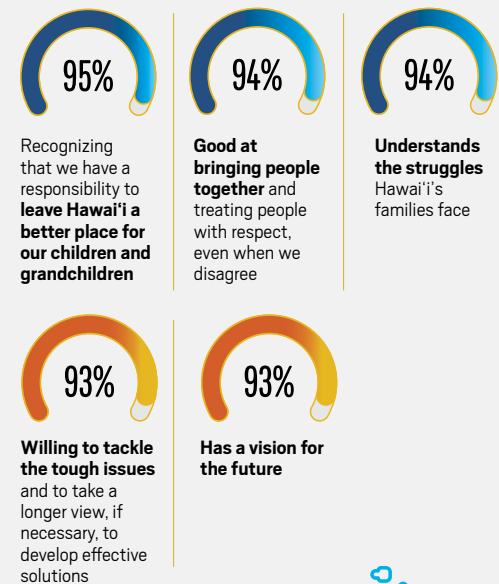 95%
Recognizing
that we have a
responsibility to
leave Hawai‘i a
better place for
our children and
grandchildren
94%
Good at
bringing people
together and
treating people
with respect,
even when we
disagree
94%
Understands
the struggles
Hawai‘i’s
families face
93%
Willing to tackle
the tough issues
and to take a
longer view, if
necessary, to
develop effective
solutions
93%
Has a vision for
the future